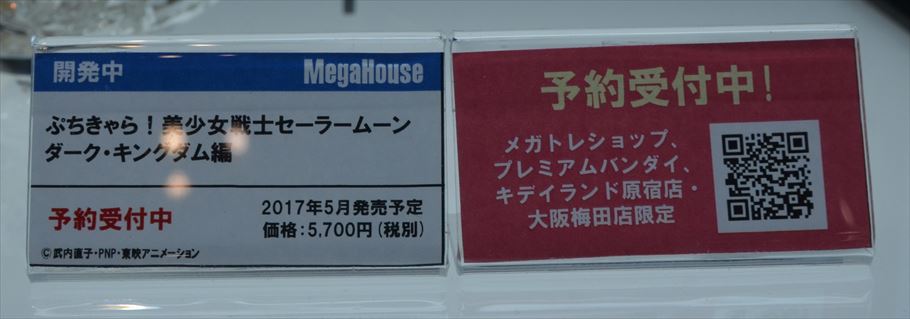 開発中 MegaHouse
ぷちきゃら!美少女戦士セーラームーン
ダーク・キングダム編
予約受付中
2017年5月発売予定
価格:5,700円(税別)
©武内直子・PNP・東映アニメーション
予約受付中!
メガトレショップ、
プレミアムバンダイ、
キデイランド原宿店・
大阪梅田店限定